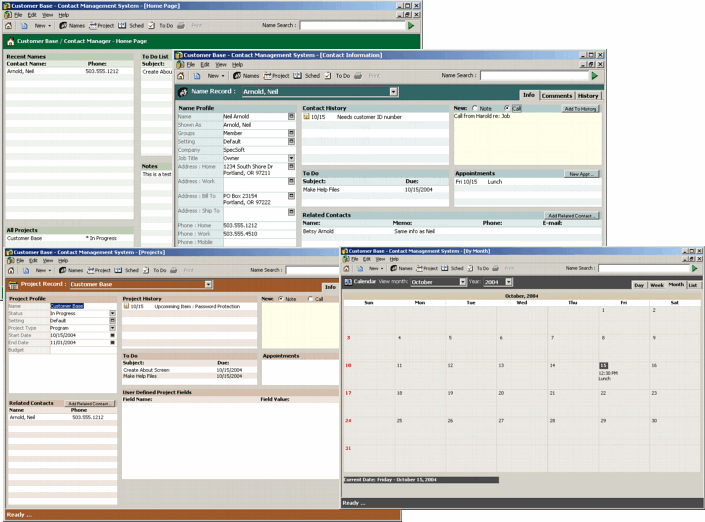 Customer Base - Contact Management System - [Home Page]
File Edit View Help
New Names Project Sched To Do Print Name Search :
Customer Base / Contact Manager - Home Page
Recent Names
Contact Name: Phone:
Arnold, Neil 503.555.1212
To Do List
Subject:
Create Abou
Notes
This is a test
All Projects
Customer Base * In Progress
Customer Base - Contact Management System - [Contact Information]
File Edit View Help
New Names Project Sched To Do Print Name Search :
Name Record : Arnold, Neil
Info Comments History
Name Profile
Name Neil Arnold
Shown As Arnold, Neil
Groups Member
Setting Default
Company SpecSoft
Job Title Owner
Address : Home 1234 South Shore Dr
Portland, OR 97211
Address : Work
Address : Bill To PO Box 23154
Portland, OR 97222
Address : Ship To
Phone : Home 503.555.1212
Phone : Work 503.555.4510
Phone : Mobile
Contact History
10/15 Needs customer ID number
New: Note Call Add To History
Call from Harold re: Job
To Do
Subject: Due:
Make Help Files 10/15/2004
Appointments New Appt...
Fri 10/15 Lunch
Related Contacts Add Related Contact...
Name: Memo: Phone: E-mail:
Betsy Arnold Same info as Neil
Customer Base - Contact Management System - [Projects]
File Edit View Help
New Names Project Sched To Do Print Name Search :
Project Record : Customer Base
Info
Project Profile
Name Customer Base
Status In Progress
Setting Default
Project Type Program
Start Date 10/15/2004
End Date 11/01/2004
Budget
Related Contacts Add Related Contact...
Name Phone
Arnold, Neil 503.555.1212
Project History
10/15 Upcomming Item : Password Protection
New: Note Call
To Do
Subject: Due:
Create About Screen 10/15/2004
Make Help Files 10/15/2004
Appointments
User Defined Project Fields
Field Name: Field Value:
Ready ...
Customer Base - Contact Management System - [By Month]
File Edit View Help
New Names Project Sched To Do Print Name Search :
Calendar View month: October Year: 2004
Day Week Month List
October, 2004
Sun Mon Tue Wed Thu Fri Sat
1 2
3 4 5 6 7 8 9
10 11 12 13 14 15 16
12:30 PM
Lunch
17 18 19 20 21 22 23
24 25 26 27 28 29 30
31
Current Date: Friday - October 15, 2004
Ready ...